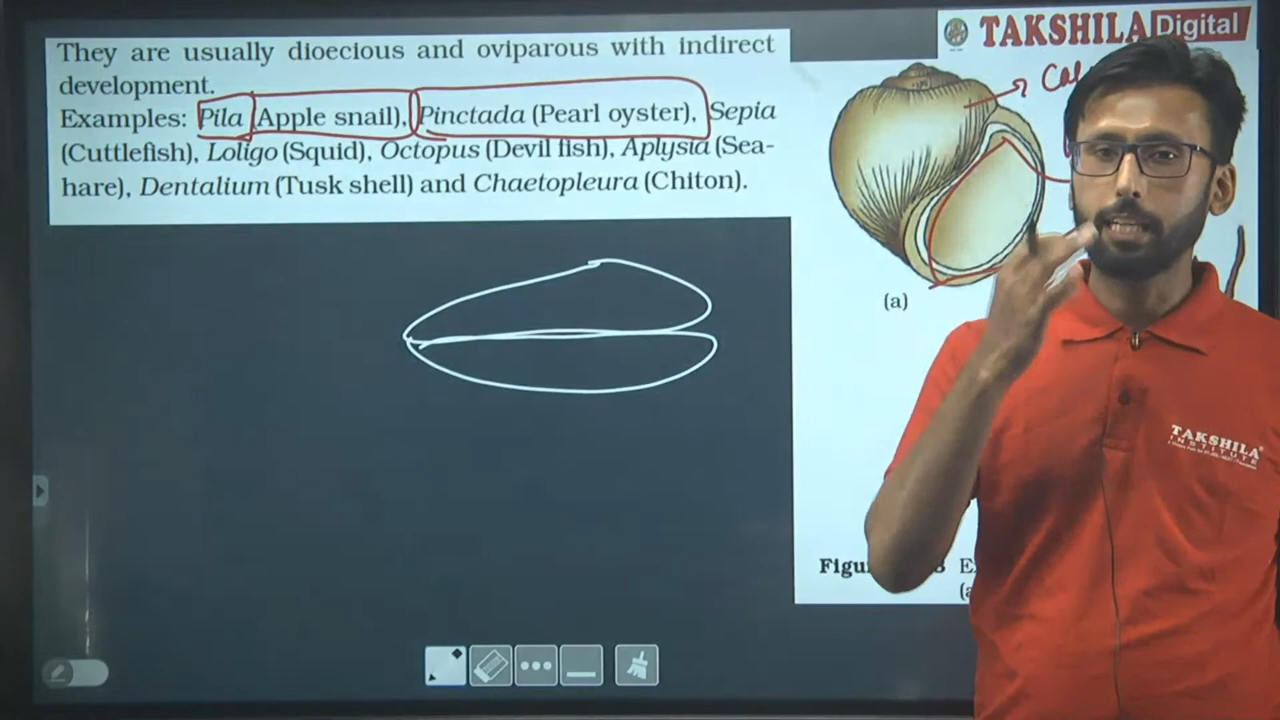 They are usually dioecious and oviparous with indirect
development.
Examples: Pila (Apple snail), Pinctada (Pearl oyster), Sepia
(Cuttlefish), Loligo (Squid), Octopus (Devil fish), Aplysia (Sea-
hare), Dentalium (Tusk shell) and Chaetopleura (Chiton).
TAKSHILA Digital
(a)
TAKSHILA
INSTITUTE